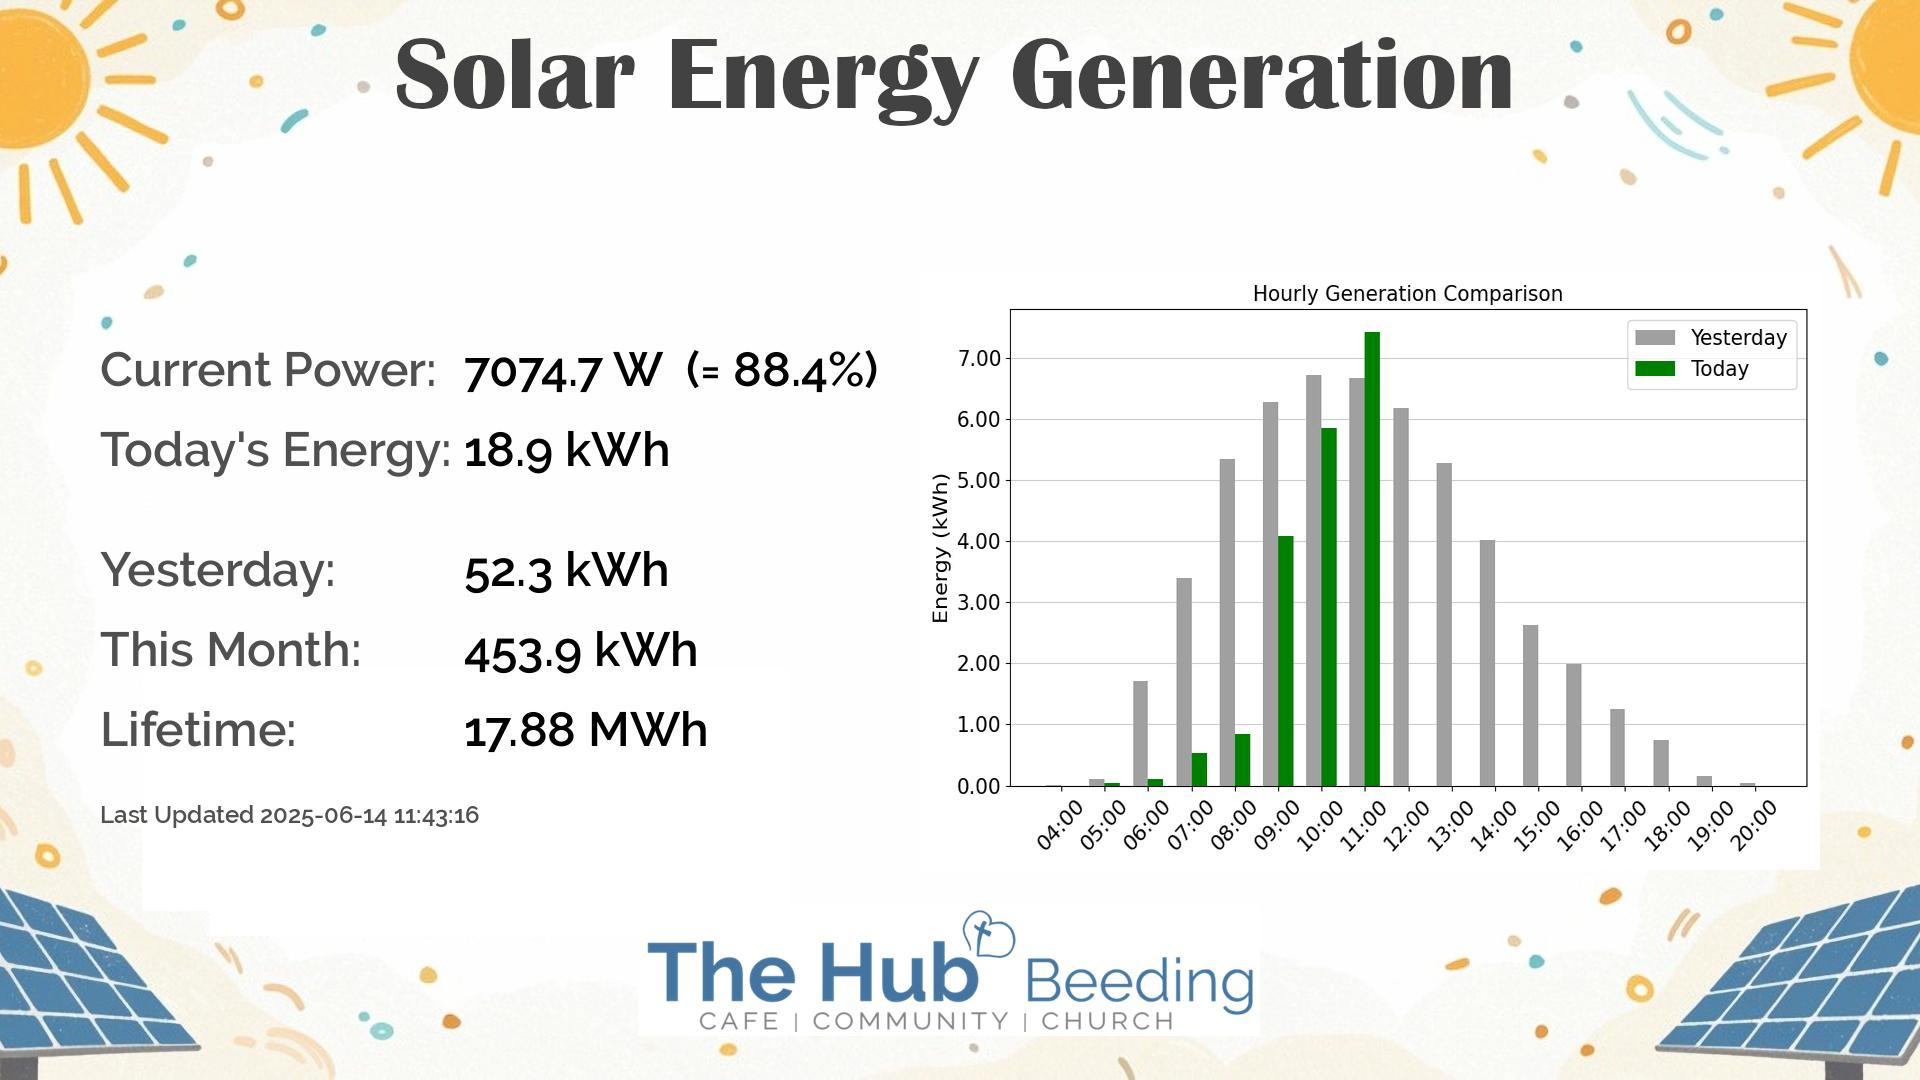 Solar Energy Generation
Current Power: 7074.7 W (= 88.4%)
Today's Energy: 18.9 kWh
Yesterday: 52.3 kWh
This Month: 453.9 kWh
Lifetime: 17.88 MWh
Last Updated 2025-06-14 11:43:16
Hourly Generation Comparison
Yesterday
Today
Energy (kWh)
7.00
6.00
5.00
4.00
3.00
2.00
1.00
0.00
04:00 05:00 06:00 07:00 08:00 09:00 10:00 11:00 12:00 13:00 14:00 15:00 16:00 17:00 18:00 19:00 20:00
The Hub Beeding
CAFE | COMMUNITY | CHURCH